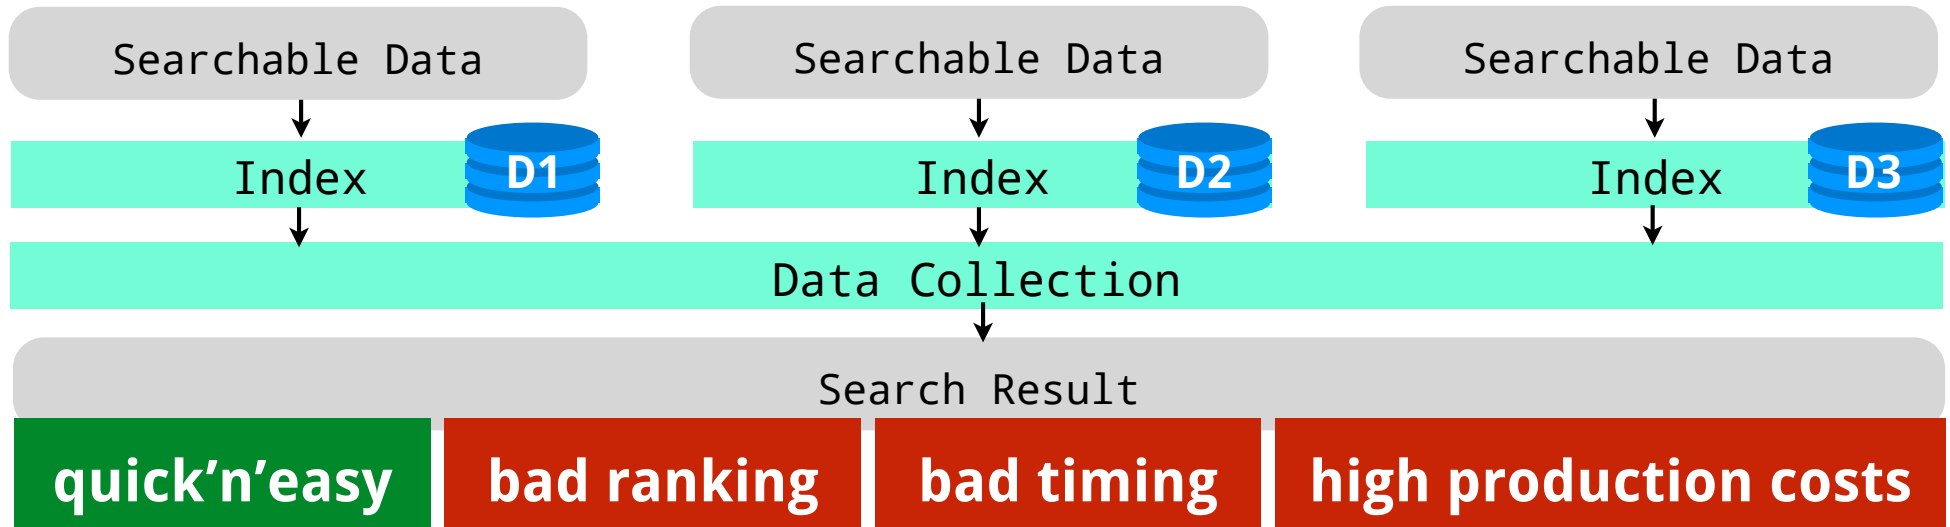 Searchable Data Searchable Data Searchable Data
Index D1 Index D2 Index D3
Data Collection
Search Result
quick’n’easy bad ranking bad timing high production costs